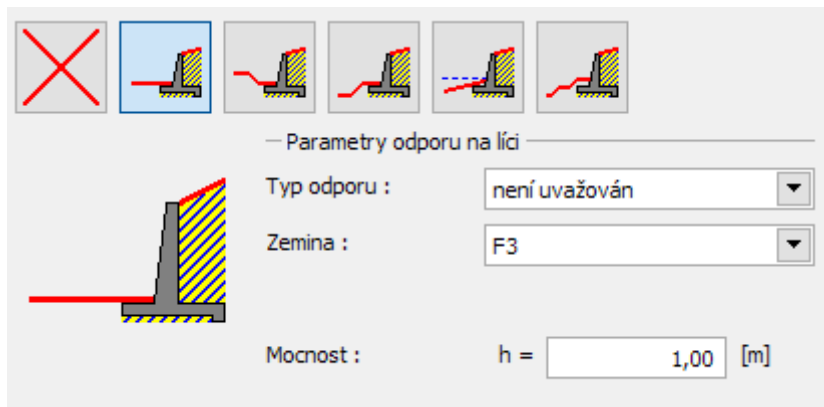 Parametry odporu na líci
Typ odporu : není uvažován
Zemina : F3
Mocnost : h = 1,00 [m]